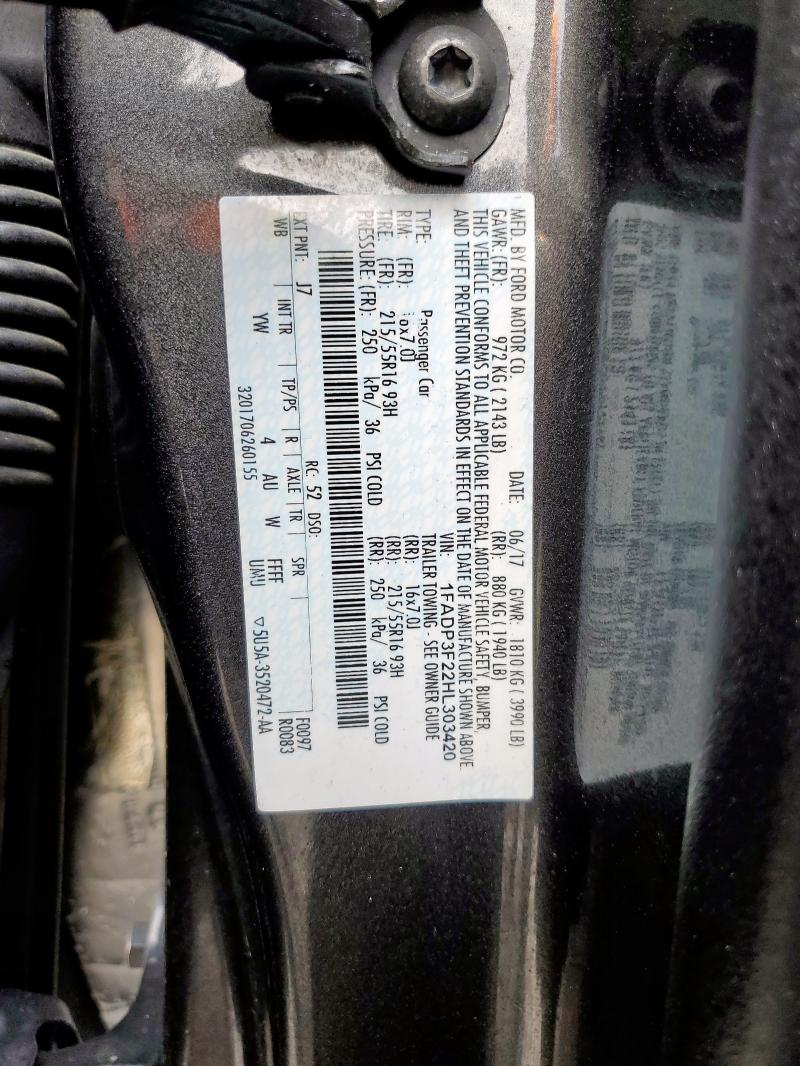 MFD. BY FORD MOTOR CO.
DATE: 06/17 GVWR: 1810 KG ( 3990 LB)
GAWR: (FR): 972 KG ( 2143 LB) (RR): 880 KG ( 1940 LB)
THIS VEHICLE CONFORMS TO ALL APPLICABLE FEDERAL MOTOR VEHICLE SAFETY, BUMPER,
AND THEFT PREVENTION STANDARDS IN EFFECT ON THE DATE OF MANUFACTURE SHOWN ABOVE.
VIN: 1FADP3F22HL303420
TYPE: Passenger Car TRAILER TOWING - SEE OWNER GUIDE
RIM: (FR): 16x7.0J (RR): 16x7.0J
TIRE: (FR): 215/55R16 93H (RR): 215/55R16 93H
PRESSURE: (FR): 250 kPa/ 36 PSI COLD (RR): 250 kPa/ 36 PSI COLD
RC: 52 DSO: F0097
EXT PNT: J7 INT TR TP/PS R AXLE TR SPR R0083
WB YW 4 AU W FFFF
UMU
3201706260155 ▽5U5A-3520472-AA